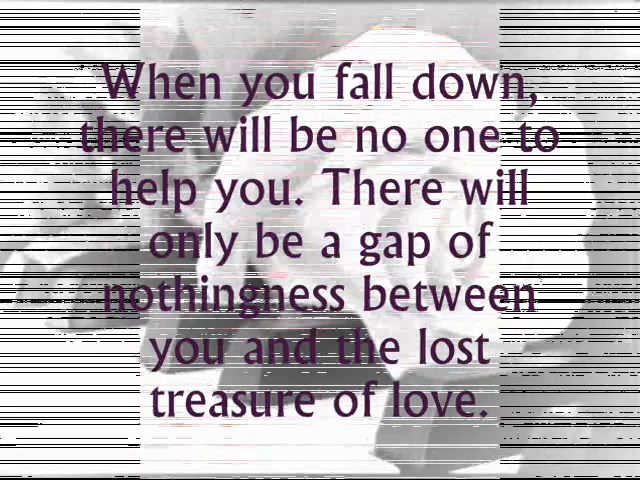 When you fall down,
there will be no one to
help you. There will
only be a gap of
nothingness between
you and the lost
treasure of love.